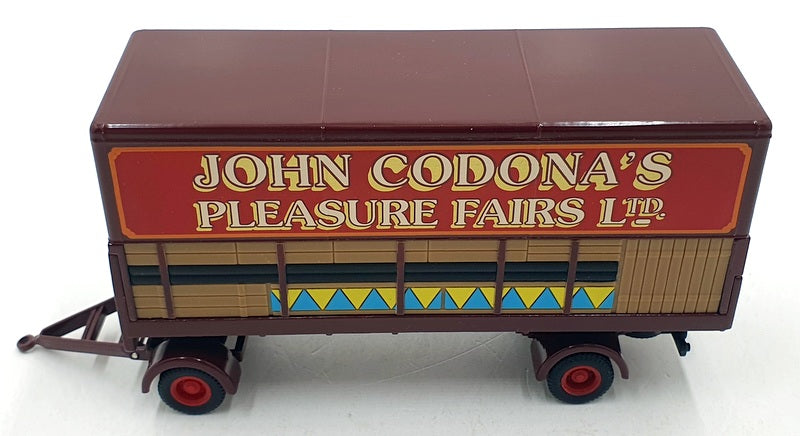 JOHN CODONA'S
PLEASURE FAIRS LTD.